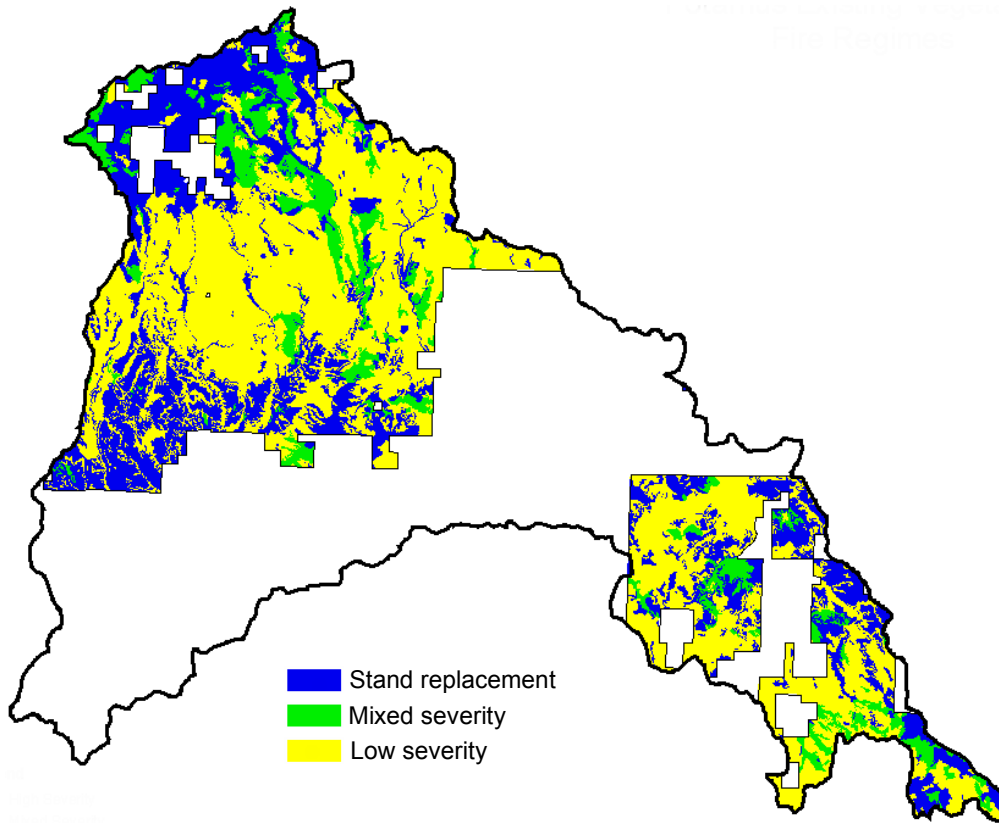 Fire Regimes
Stand replacement
Mixed severity
Low severity